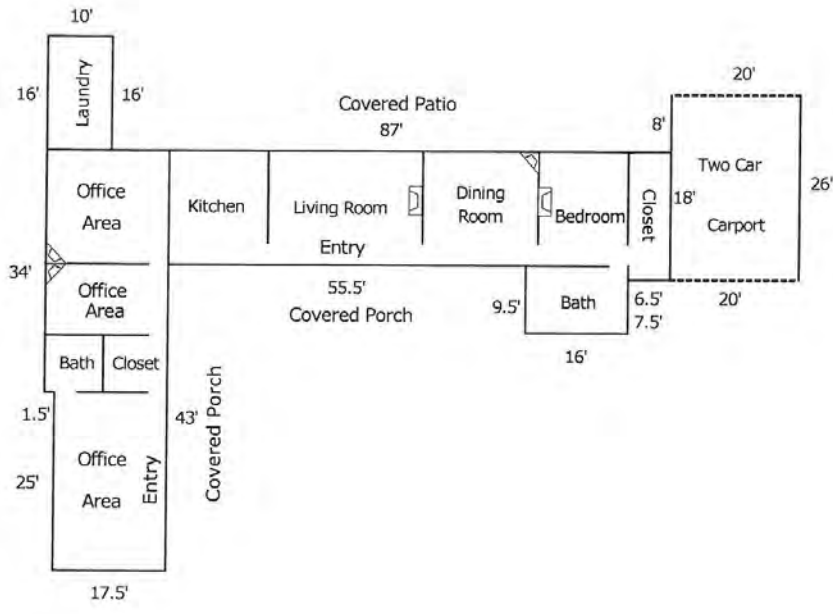 10'
16'
Laundry
16'
Covered Patio
87'
20'
8'
Two Car
Carport
26'
Office
Area
Kitchen
Living Room
Dining
Room
Bedroom
Closet
18'
Entry
34'
Office
Area
55.5'
Covered Porch
9.5'
Bath
6.5'
7.5'
20'
16'
Bath
Closet
1.5'
43'
Covered Porch
Office
Area
Entry
25'
17.5'